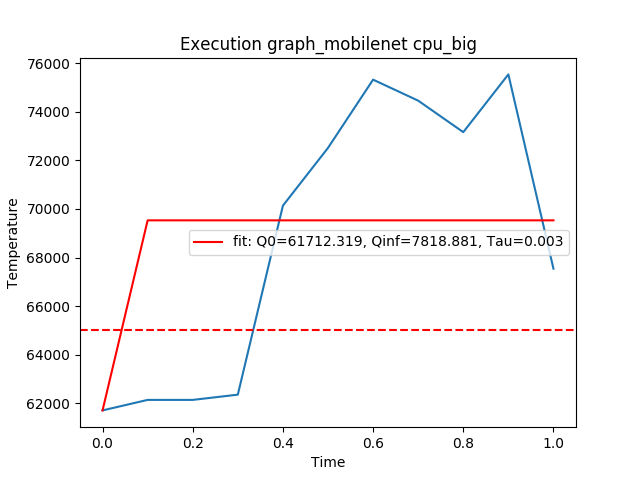 Execution graph_mobilenet cpu_big
76000
74000
72000
70000
68000
66000
64000
62000
Temperature
fit: Q0=61712.319, Qinf=7818.881, Tau=0.003
0.0 0.2 0.4 0.6 0.8 1.0
Time